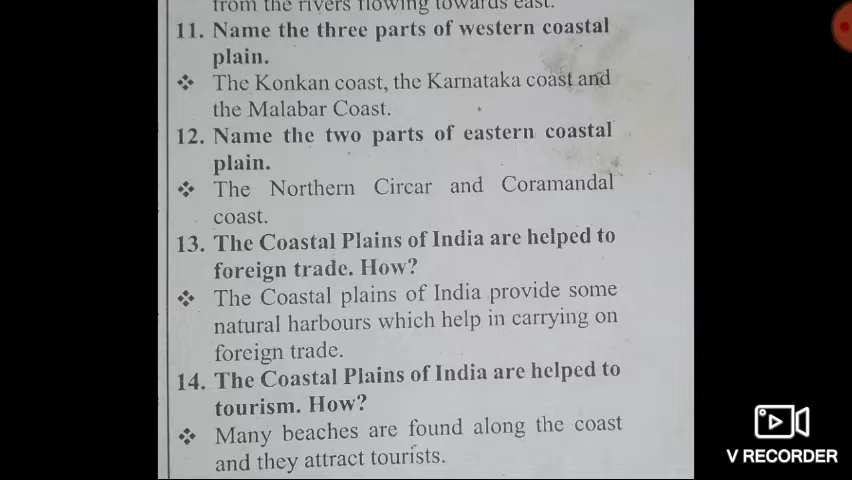 from the rivers flowing towards east.
11. Name the three parts of western coastal
plain.
❖ The Konkan coast, the Karnataka coast and
the Malabar Coast.
12. Name the two parts of eastern coastal
plain.
❖ The Northern Circar and Coramandal
coast.
13. The Coastal Plains of India are helped to
foreign trade. How?
❖ The Coastal plains of India provide some
natural harbours which help in carrying on
foreign trade.
14. The Coastal Plains of India are helped to
tourism. How?
❖ Many beaches are found along the coast
and they attract tourists.
V RECORDER